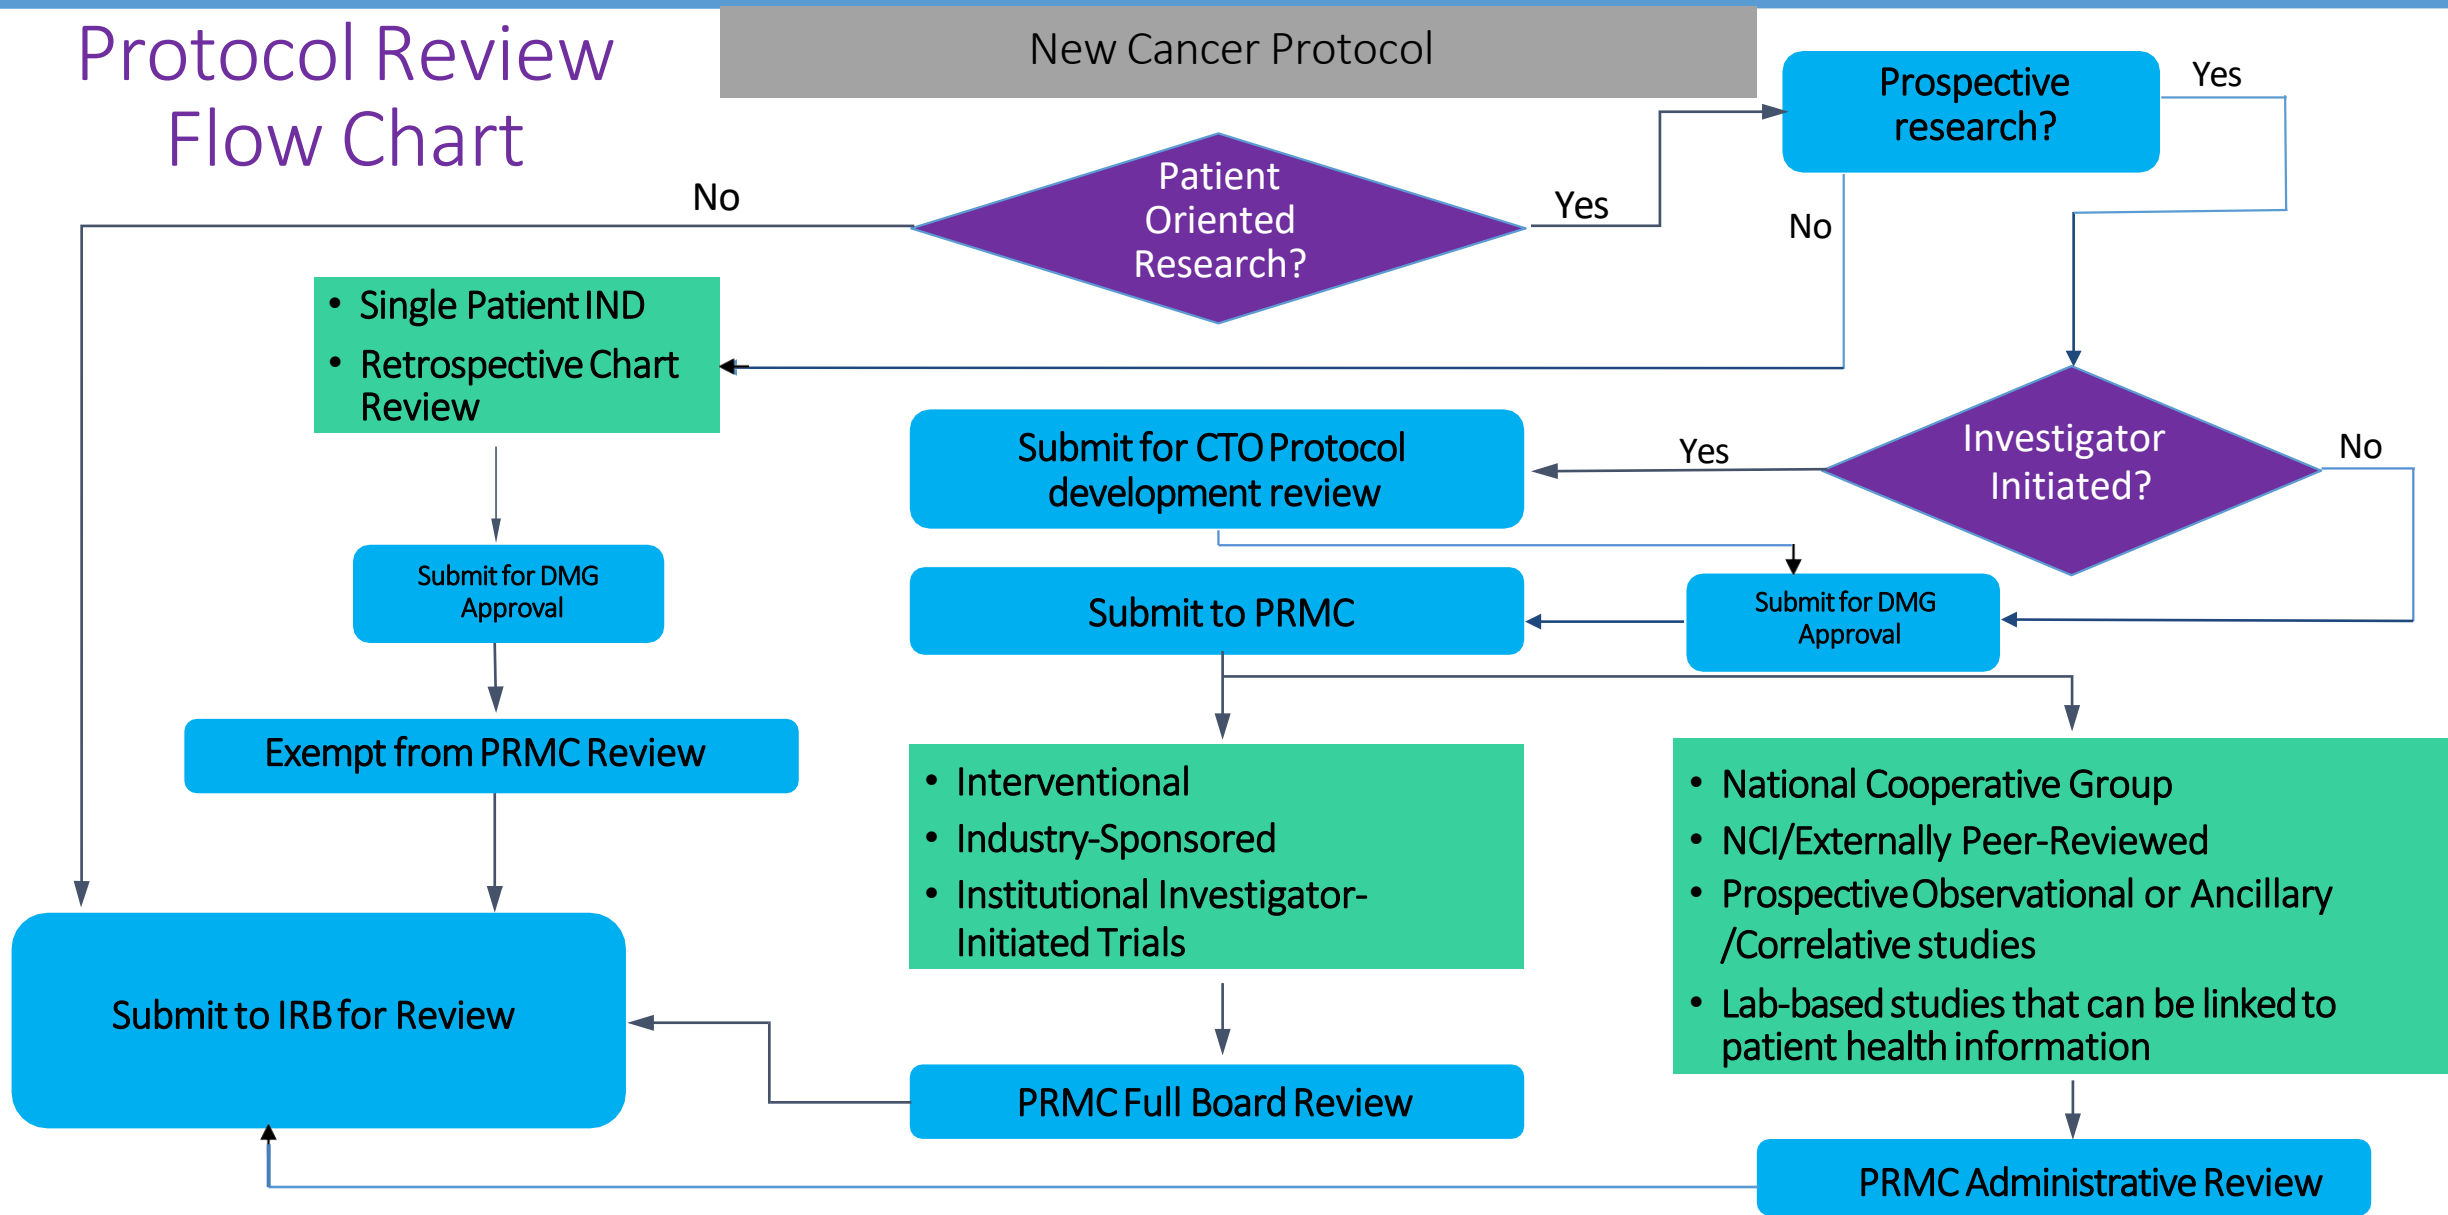 Protocol Review
Flow Chart
New Cancer Protocol
Prospective
research?
Yes
Patient
Oriented
Research?
No
Yes
No
• Single Patient IND
• Retrospective Chart
Review
Submit for CTO Protocol
development review
Yes
Investigator
Initiated?
No
Submit for DMG
Approval
Submit to PRMC
Submit for DMG
Approval
Exempt from PRMC Review
• Interventional
• Industry-Sponsored
• Institutional Investigator-
Initiated Trials
• National Cooperative Group
• NCI/Externally Peer-Reviewed
• Prospective Observational or Ancillary
/Correlative studies
• Lab-based studies that can be linked to
patient health information
Submit to IRB for Review
PRMC Full Board Review
PRMC Administrative Review